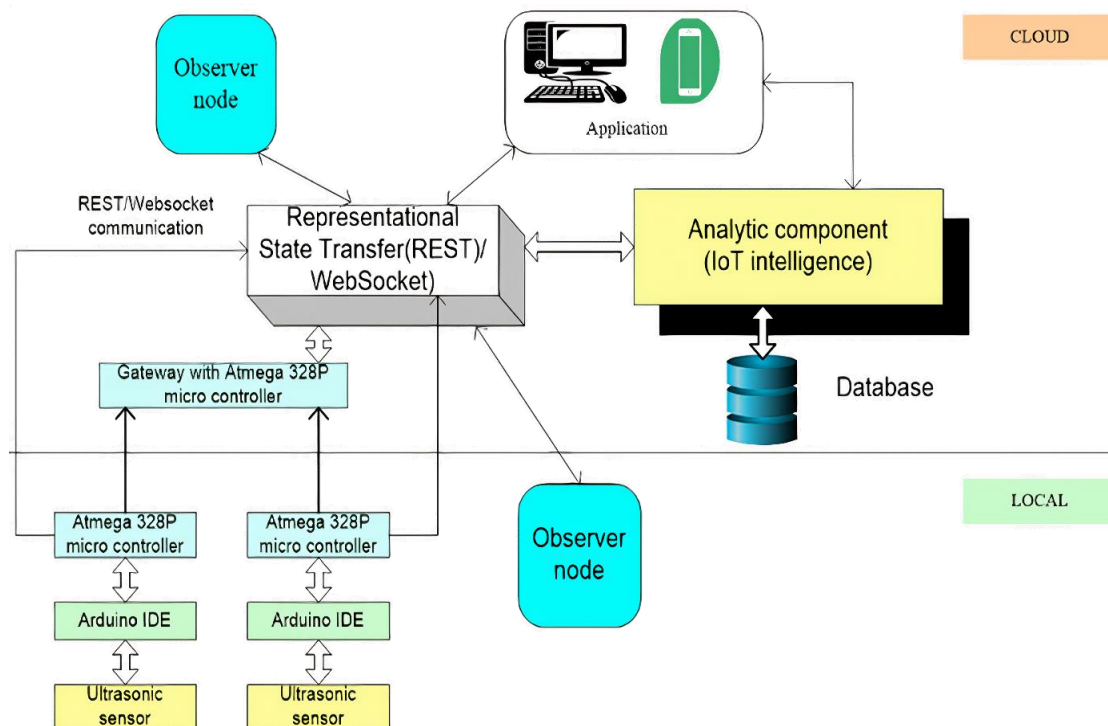 CLOUD
Observer
node
Application
REST/Websocket
communication
Representational
State Transfer(REST)/
WebSocket)
Analytic component
(IoT intelligence)
Gateway with Atmega 328P
micro controller
Database
LOCAL
Atmega 328P
micro controller
Atmega 328P
micro controller
Observer
node
Arduino IDE
Arduino IDE
Ultrasonic
sensor
Ultrasonic
sensor